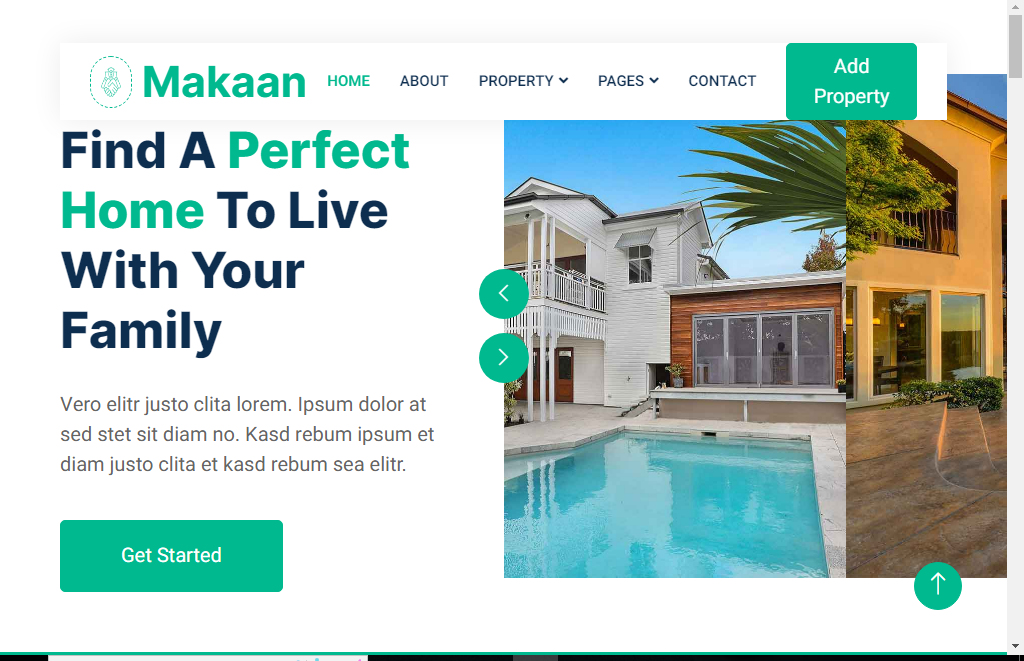 Makaan
HOME
ABOUT
PROPERTY
PAGES
CONTACT
Add
Property
Find A Perfect
Home To Live
With Your
Family
Vero elitr justo clita lorem. Ipsum dolor at
sed stet sit diam no. Kasd rebum ipsum et
diam justo clita et kasd rebum sea elitr.
Get Started